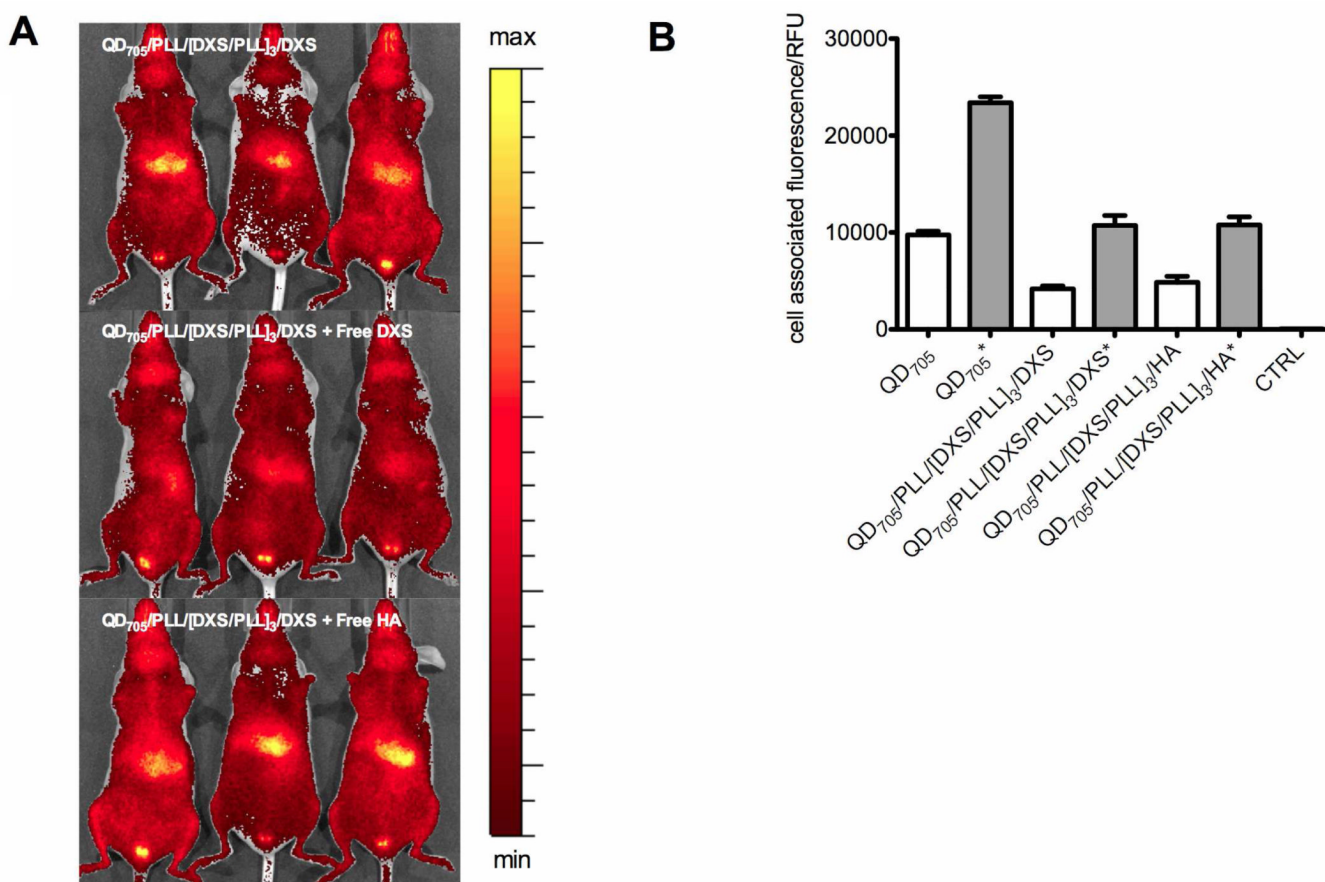 A
QD₇₀₅/PLL/[DXS/PLL]₃/DXS
QD₇₀₅/PLL/[DXS/PLL]₃/DXS + Free DXS
QD₇₀₅/PLL/[DXS/PLL]₃/DXS + Free HA
max
min
B
cell associated fluorescence/RFU
30000
20000
10000
0
QD₇₀₅
QD₇₀₅*
QD₇₀₅/PLL/[DXS/PLL]₃/DXS
QD₇₀₅/PLL/[DXS/PLL]₃/DXS*
QD₇₀₅/PLL/[DXS/PLL]₃/HA
QD₇₀₅/PLL/[DXS/PLL]₃/HA*
CTRL